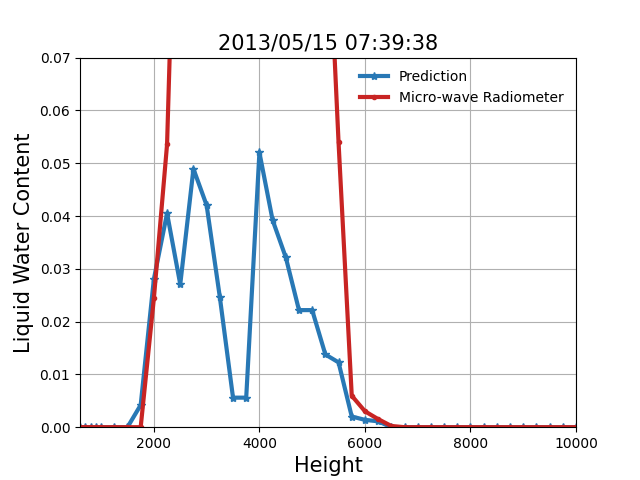 2013/05/15 07:39:38
0.07
0.06
0.05
0.04
0.03
0.02
0.01
0.00
Liquid Water Content
Prediction
Micro-wave Radiometer
2000 4000 6000 8000 10000
Height